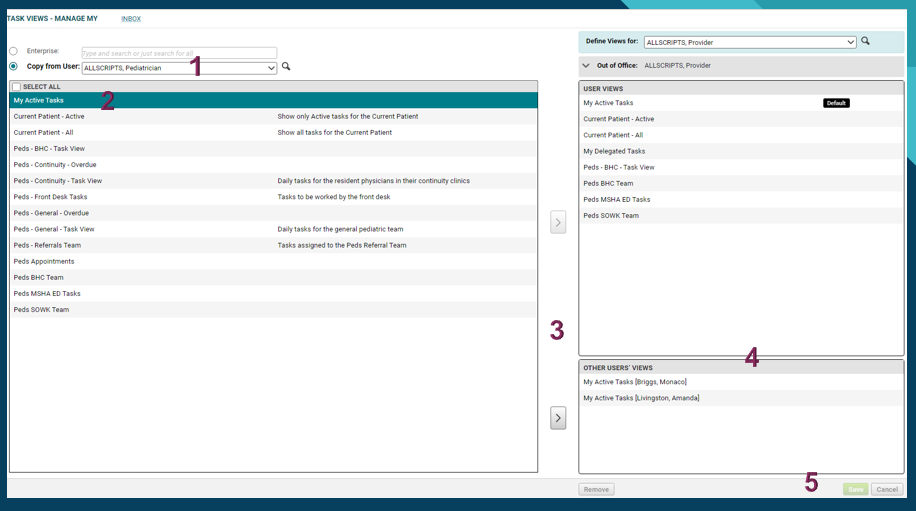 TASK VIEWS - MANAGE MY INBOX
Enterprise: Type and search or just search for all
Copy from User: ALLSCRIPTS, Pediatrician
1
SELECT ALL
2
My Active Tasks
Current Patient - Active Show only Active tasks for the Current Patient
Current Patient - All Show all tasks for the Current Patient
Peds - BHC - Task View
Peds - Continuity - Overdue
Peds - Continuity - Task View Daily tasks for the resident physicians in their continuity clinics
Peds - Front Desk Tasks Tasks to be worked by the front desk
Peds - General - Overdue
Peds - General - Task View Daily tasks for the general pediatric team
Peds - Referrals Team Tasks assigned to the Peds Referral Team
Peds Appointments
Peds BHC Team
Peds MSHA ED Tasks
Peds SOWK Team
3
Define Views for: ALLSCRIPTS, Provider
Out of Office: ALLSCRIPTS, Provider
USER VIEWS
My Active Tasks Default
Current Patient - Active
Current Patient - All
My Delegated Tasks
Peds - BHC - Task View
Peds BHC Team
Peds MSHA ED Tasks
Peds SOWK Team
4
OTHER USERS' VIEWS
My Active Tasks [Briggs, Monaco]
My Active Tasks [Livingston, Amanda]
5
Remove Save Cancel